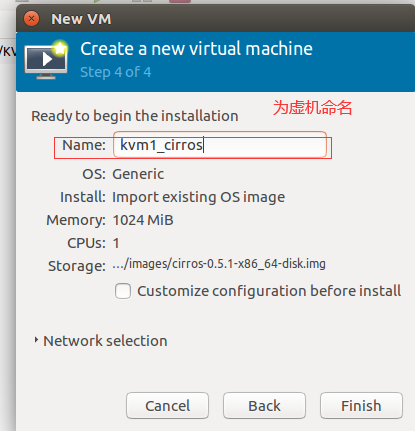 New VM
/KV
Create a new virtual machine
Step 4 of 4
Ready to begin the installation
为虚机命名
Name: kvm1_cirros
OS: Generic
Install: Import existing OS image
Memory: 1024 MiB
CPUs: 1
Storage: .../images/cirros-0.5.1-x86_64-disk.img
Customize configuration before install
Network selection
Cancel Back Finish